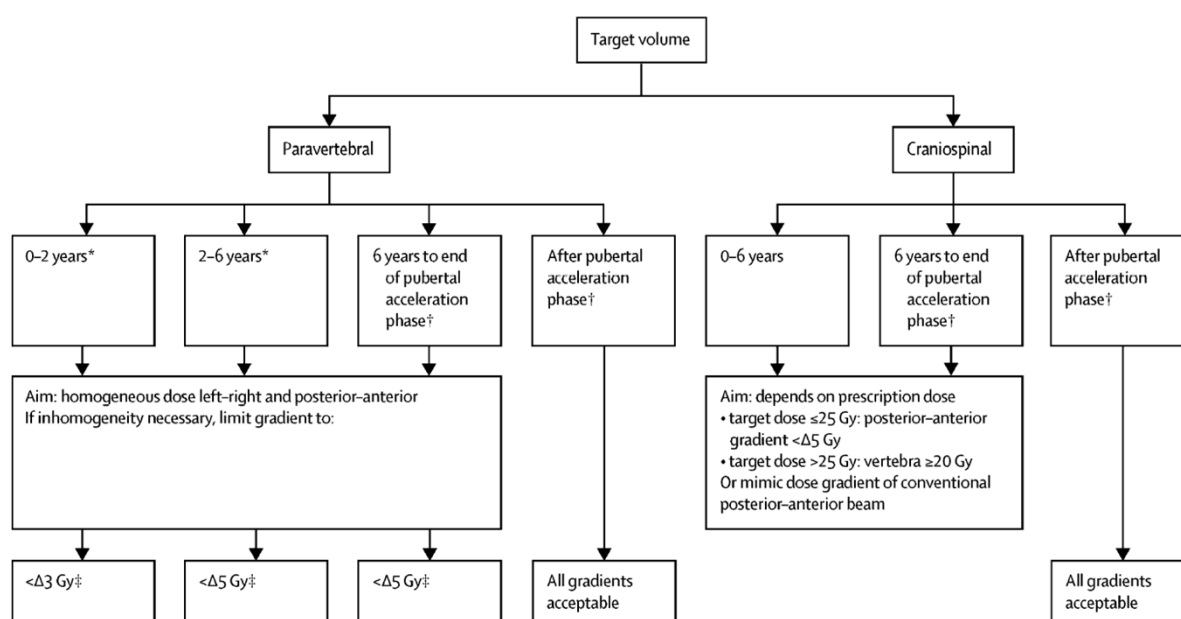 Target volume
Paravertebral
Craniospinal
0–2 years*
2–6 years*
6 years to end
of pubertal
acceleration
phase†
After pubertal
acceleration
phase†
0–6 years
6 years to end
of pubertal
acceleration
phase†
After pubertal
acceleration
phase†
Aim: homogeneous dose left–right and posterior–anterior
If inhomogeneity necessary, limit gradient to:
Aim: depends on prescription dose
• target dose ≤25 Gy: posterior–anterior
gradient <Δ5 Gy
• target dose >25 Gy: vertebra ≥20 Gy
Or mimic dose gradient of conventional
posterior–anterior beam
<Δ3 Gy‡
<Δ5 Gy‡
<Δ5 Gy‡
All gradients
acceptable
All gradients
acceptable